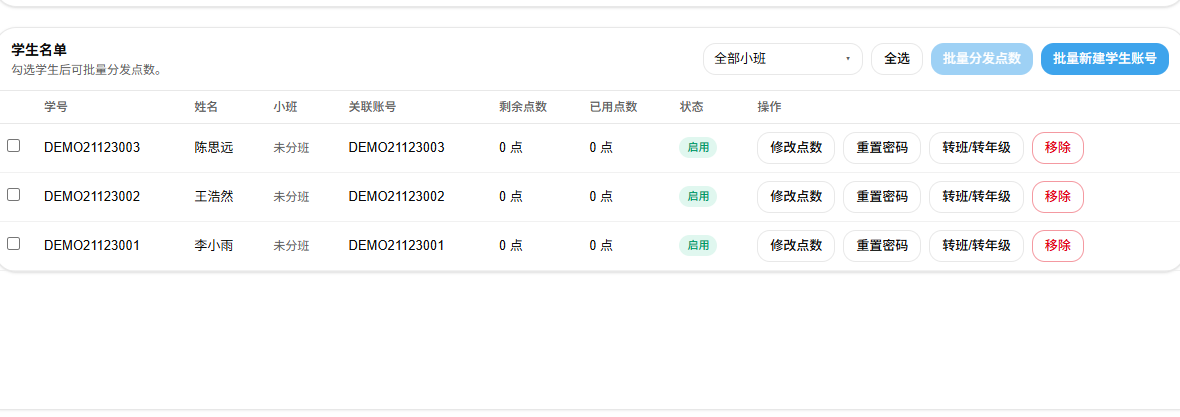 学生名单
勾选学生后可批量分发点数。
全部小班 全选 批量分发点数 批量新建学生账号
学号 姓名 小班 关联账号 剩余点数 已用点数 状态 操作
DEMO21123003 陈思远 未分班 DEMO21123003 0 点 0 点 启用 修改点数 重置密码 转班/转年级 移除
DEMO21123002 王浩然 未分班 DEMO21123002 0 点 0 点 启用 修改点数 重置密码 转班/转年级 移除
DEMO21123001 李小雨 未分班 DEMO21123001 0 点 0 点 启用 修改点数 重置密码 转班/转年级 移除